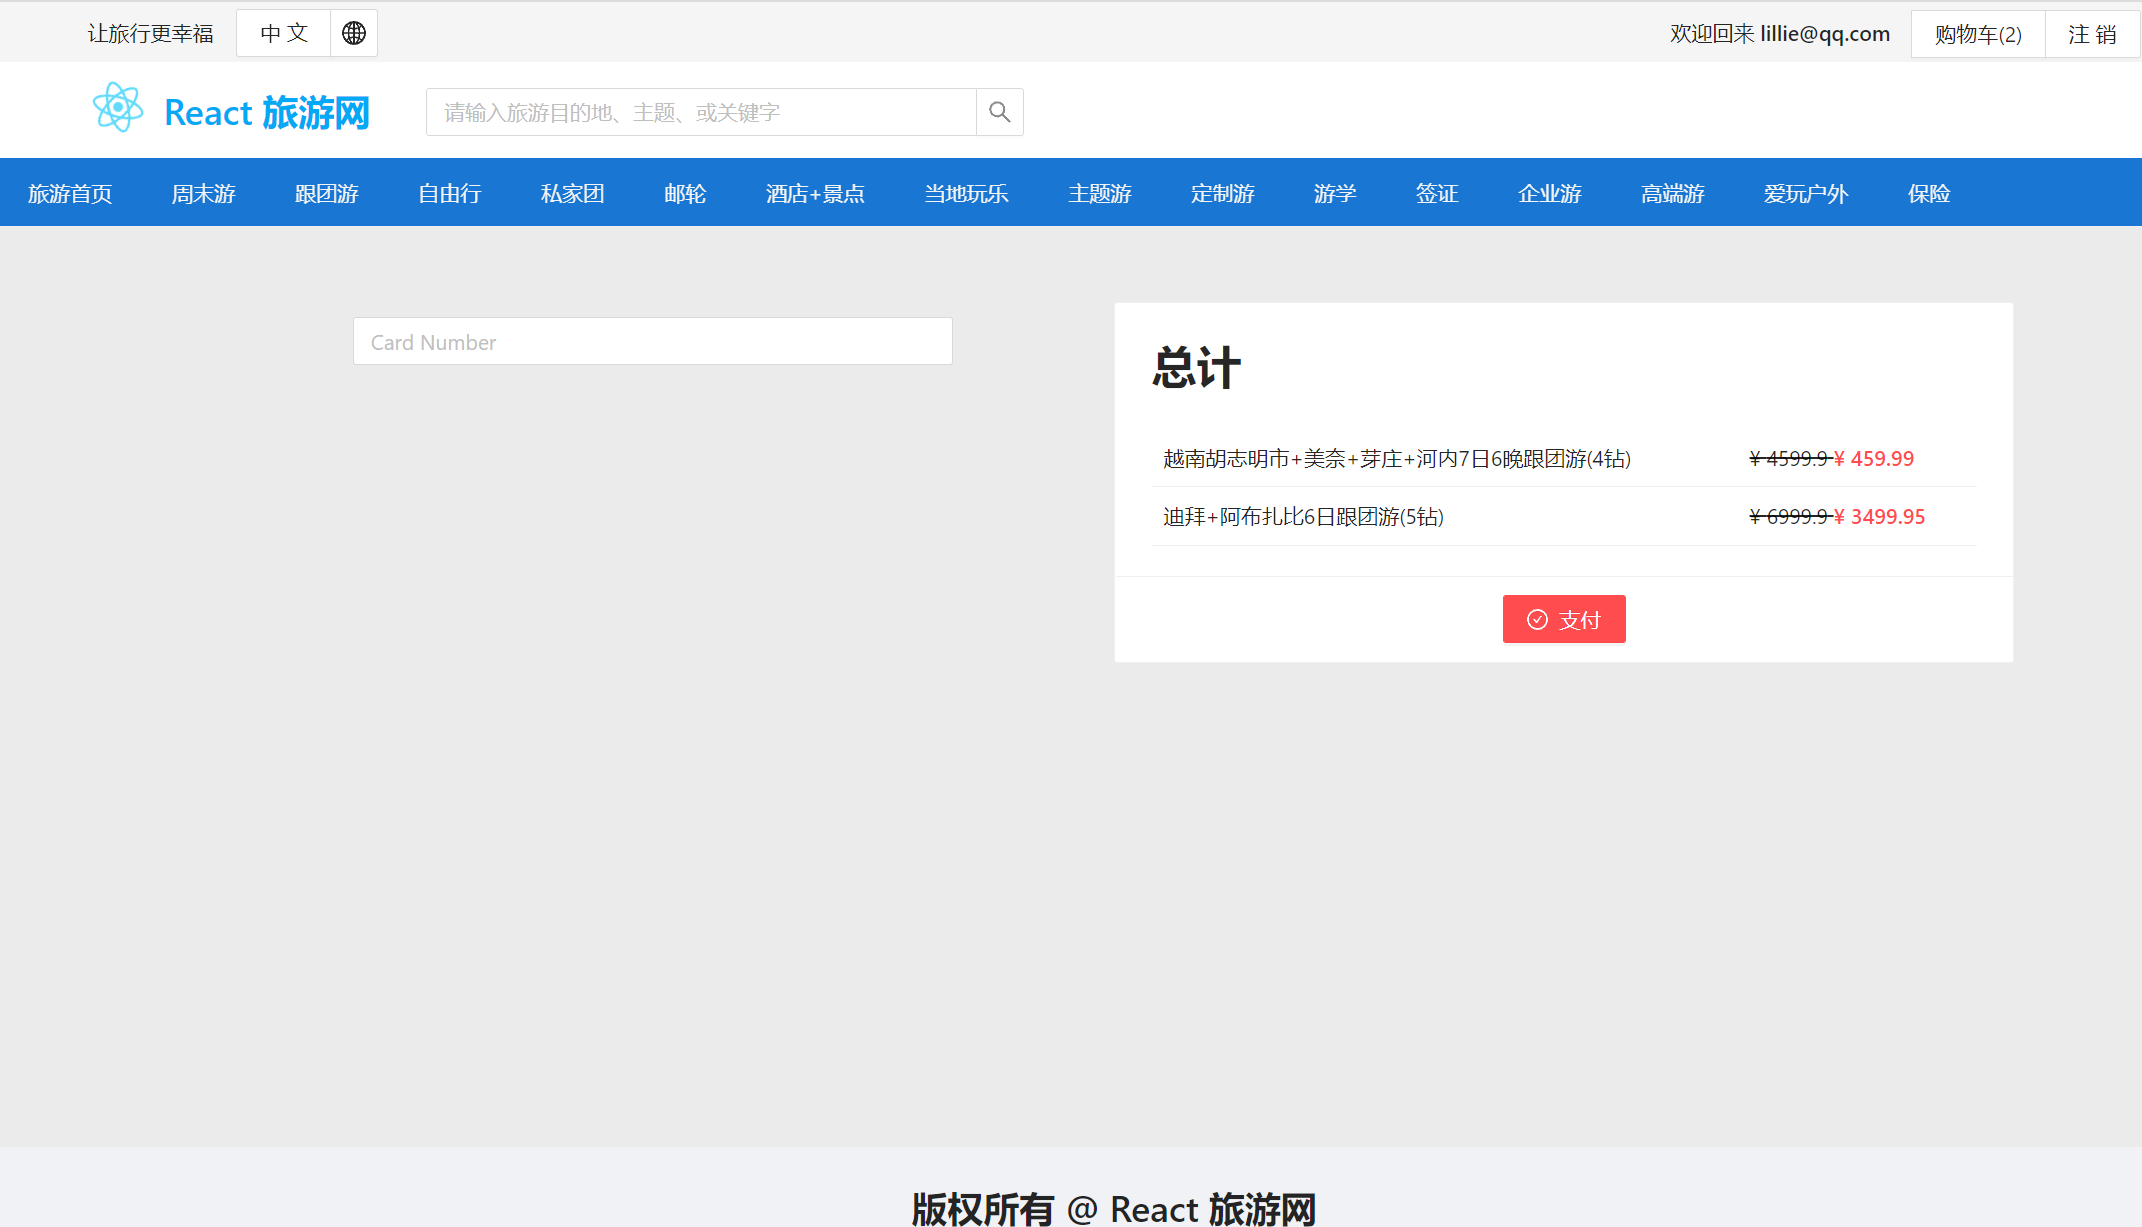 让旅行更幸福 中 文 欢迎回来 lillie@qq.com 购物车(2) 注 销
React 旅游网 请输入旅游目的地、主题、或关键字
旅游首页 周末游 跟团游 自由行 私家团 邮轮 酒店+景点 当地玩乐 主题游 定制游 游学 签证 企业游 高端游 爱玩户外 保险
Card Number
总计
越南胡志明市+美奈+芽庄+河内7日6晚跟团游(4钻) ¥ 4599.9 ¥ 459.99
迪拜+阿布扎比6日跟团游(5钻) ¥ 6999.9 ¥ 3499.95
支付
版权所有 @ React 旅游网